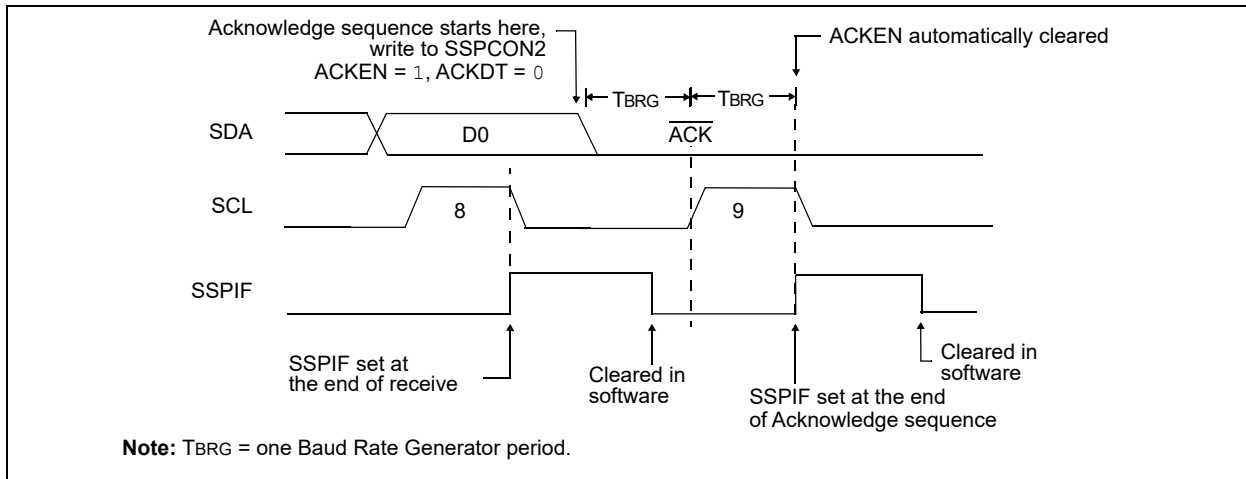 Acknowledge sequence starts here,
write to SSPCON2
ACKEN = 1, ACKDT = 0
ACKEN automatically cleared
TBRG
TBRG
SDA
D0
ACK
SCL
8
9
SSPIF
SSPIF set at
the end of receive
Cleared in
software
SSPIF set at the end
of Acknowledge sequence
Cleared in
software
Note: TBRG = one Baud Rate Generator period.